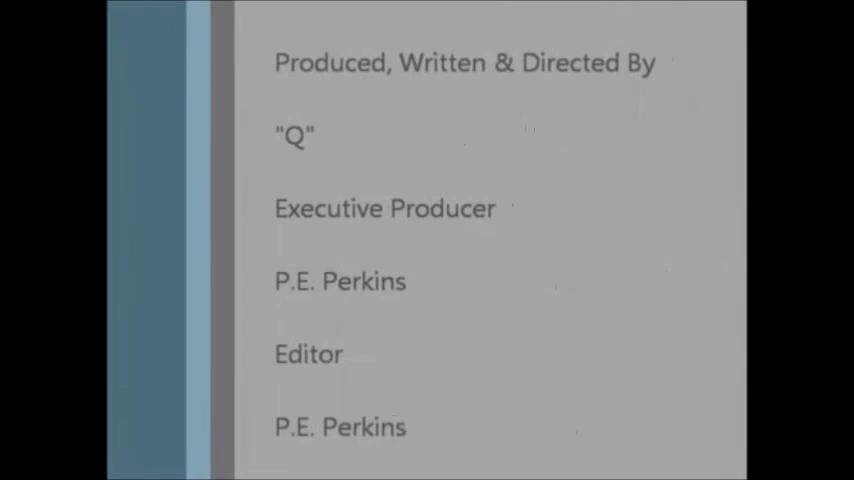 Produced, Written & Directed By
"Q"
Executive Producer
P.E. Perkins
Editor
P.E. Perkins